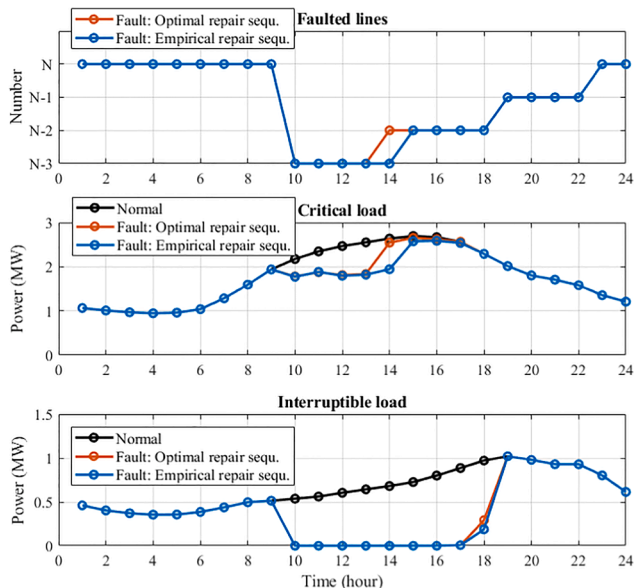 Faulted lines
Fault: Optimal repair sequ.
Fault: Empirical repair sequ.
Number
N
N-1
N-2
N-3
0 2 4 6 8 10 12 14 16 18 20 22 24
Critical load
Normal
Fault: Optimal repair sequ.
Fault: Empirical repair sequ.
Power (MW)
3
2
1
0
0 2 4 6 8 10 12 14 16 18 20 22 24
Interruptible load
Normal
Fault: Optimal repair sequ.
Fault: Empirical repair sequ.
Power (MW)
1.5
1
0.5
0
0 2 4 6 8 10 12 14 16 18 20 22 24
Time (hour)